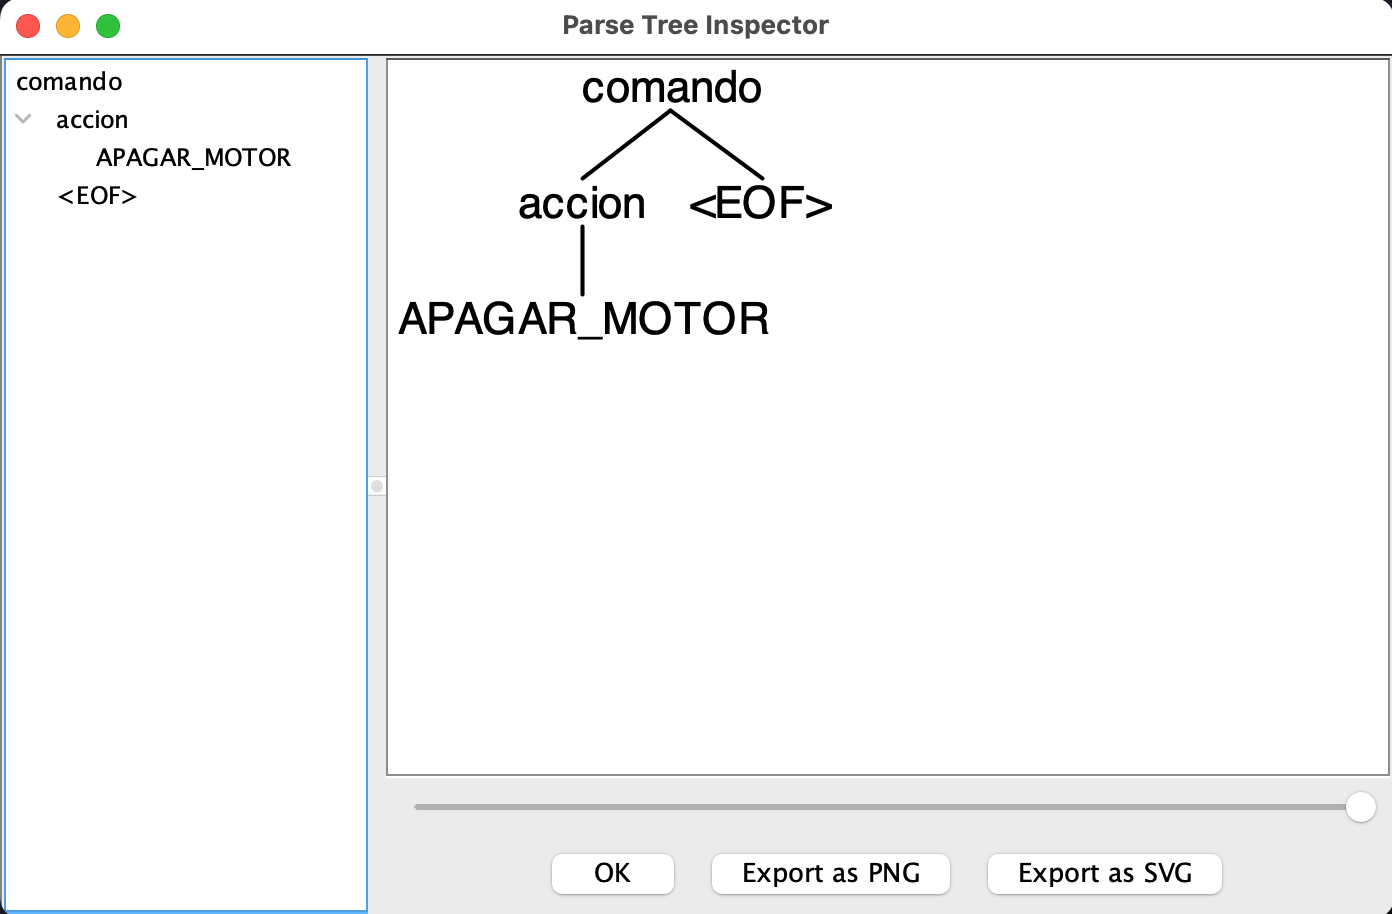 Parse Tree Inspector
comando
accion
APAGAR_MOTOR
<EOF>
comando
accion <EOF>
APAGAR_MOTOR
OK Export as PNG Export as SVG